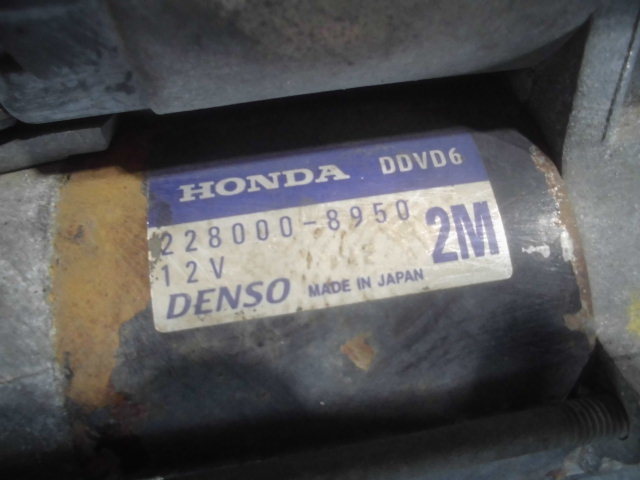 HONDA DDVD6
228000-8950 2M
12V
DENSO MADE IN JAPAN